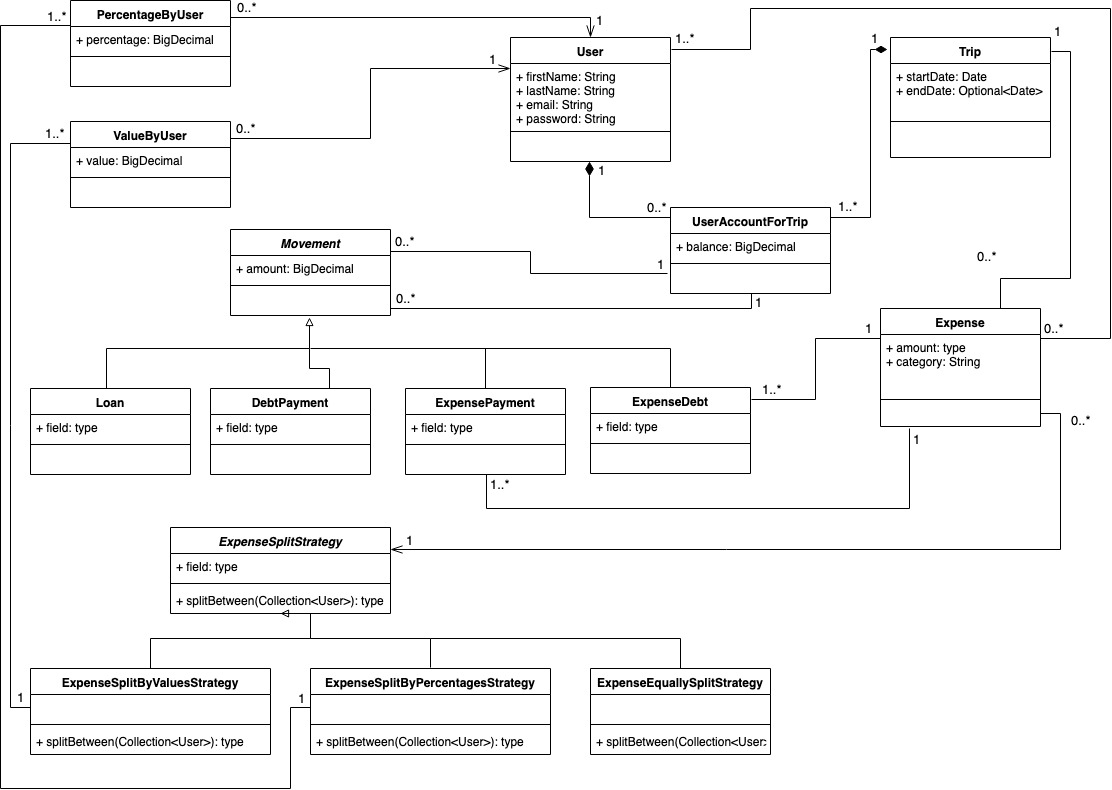 PercentageByUser
+ percentage: BigDecimal
1..*
0..*
1
ValueByUser
+ value: BigDecimal
1..*
0..*
1
User
+ firstName: String
+ lastName: String
+ email: String
+ password: String
1..*
1
Trip
+ startDate: Date
+ endDate: Optional<Date>
1
1
0..*
UserAccountForTrip
+ balance: BigDecimal
0..*
1..*
1
1
Movement
+ amount: BigDecimal
0..*
0..*
Expense
+ amount: type
+ category: String
0..*
0..*
1
0..*
1
Loan
+ field: type
DebtPayment
+ field: type
ExpensePayment
+ field: type
1..*
ExpenseDebt
+ field: type
1..*
ExpenseSplitStrategy
+ field: type
+ splitBetween(Collection<User>): type
1
ExpenseSplitByValuesStrategy
+ splitBetween(Collection<User>): type
1
ExpenseSplitByPercentagesStrategy
+ splitBetween(Collection<User>): type
1
ExpenseEquallySplitStrategy
+ splitBetween(Collection<User>